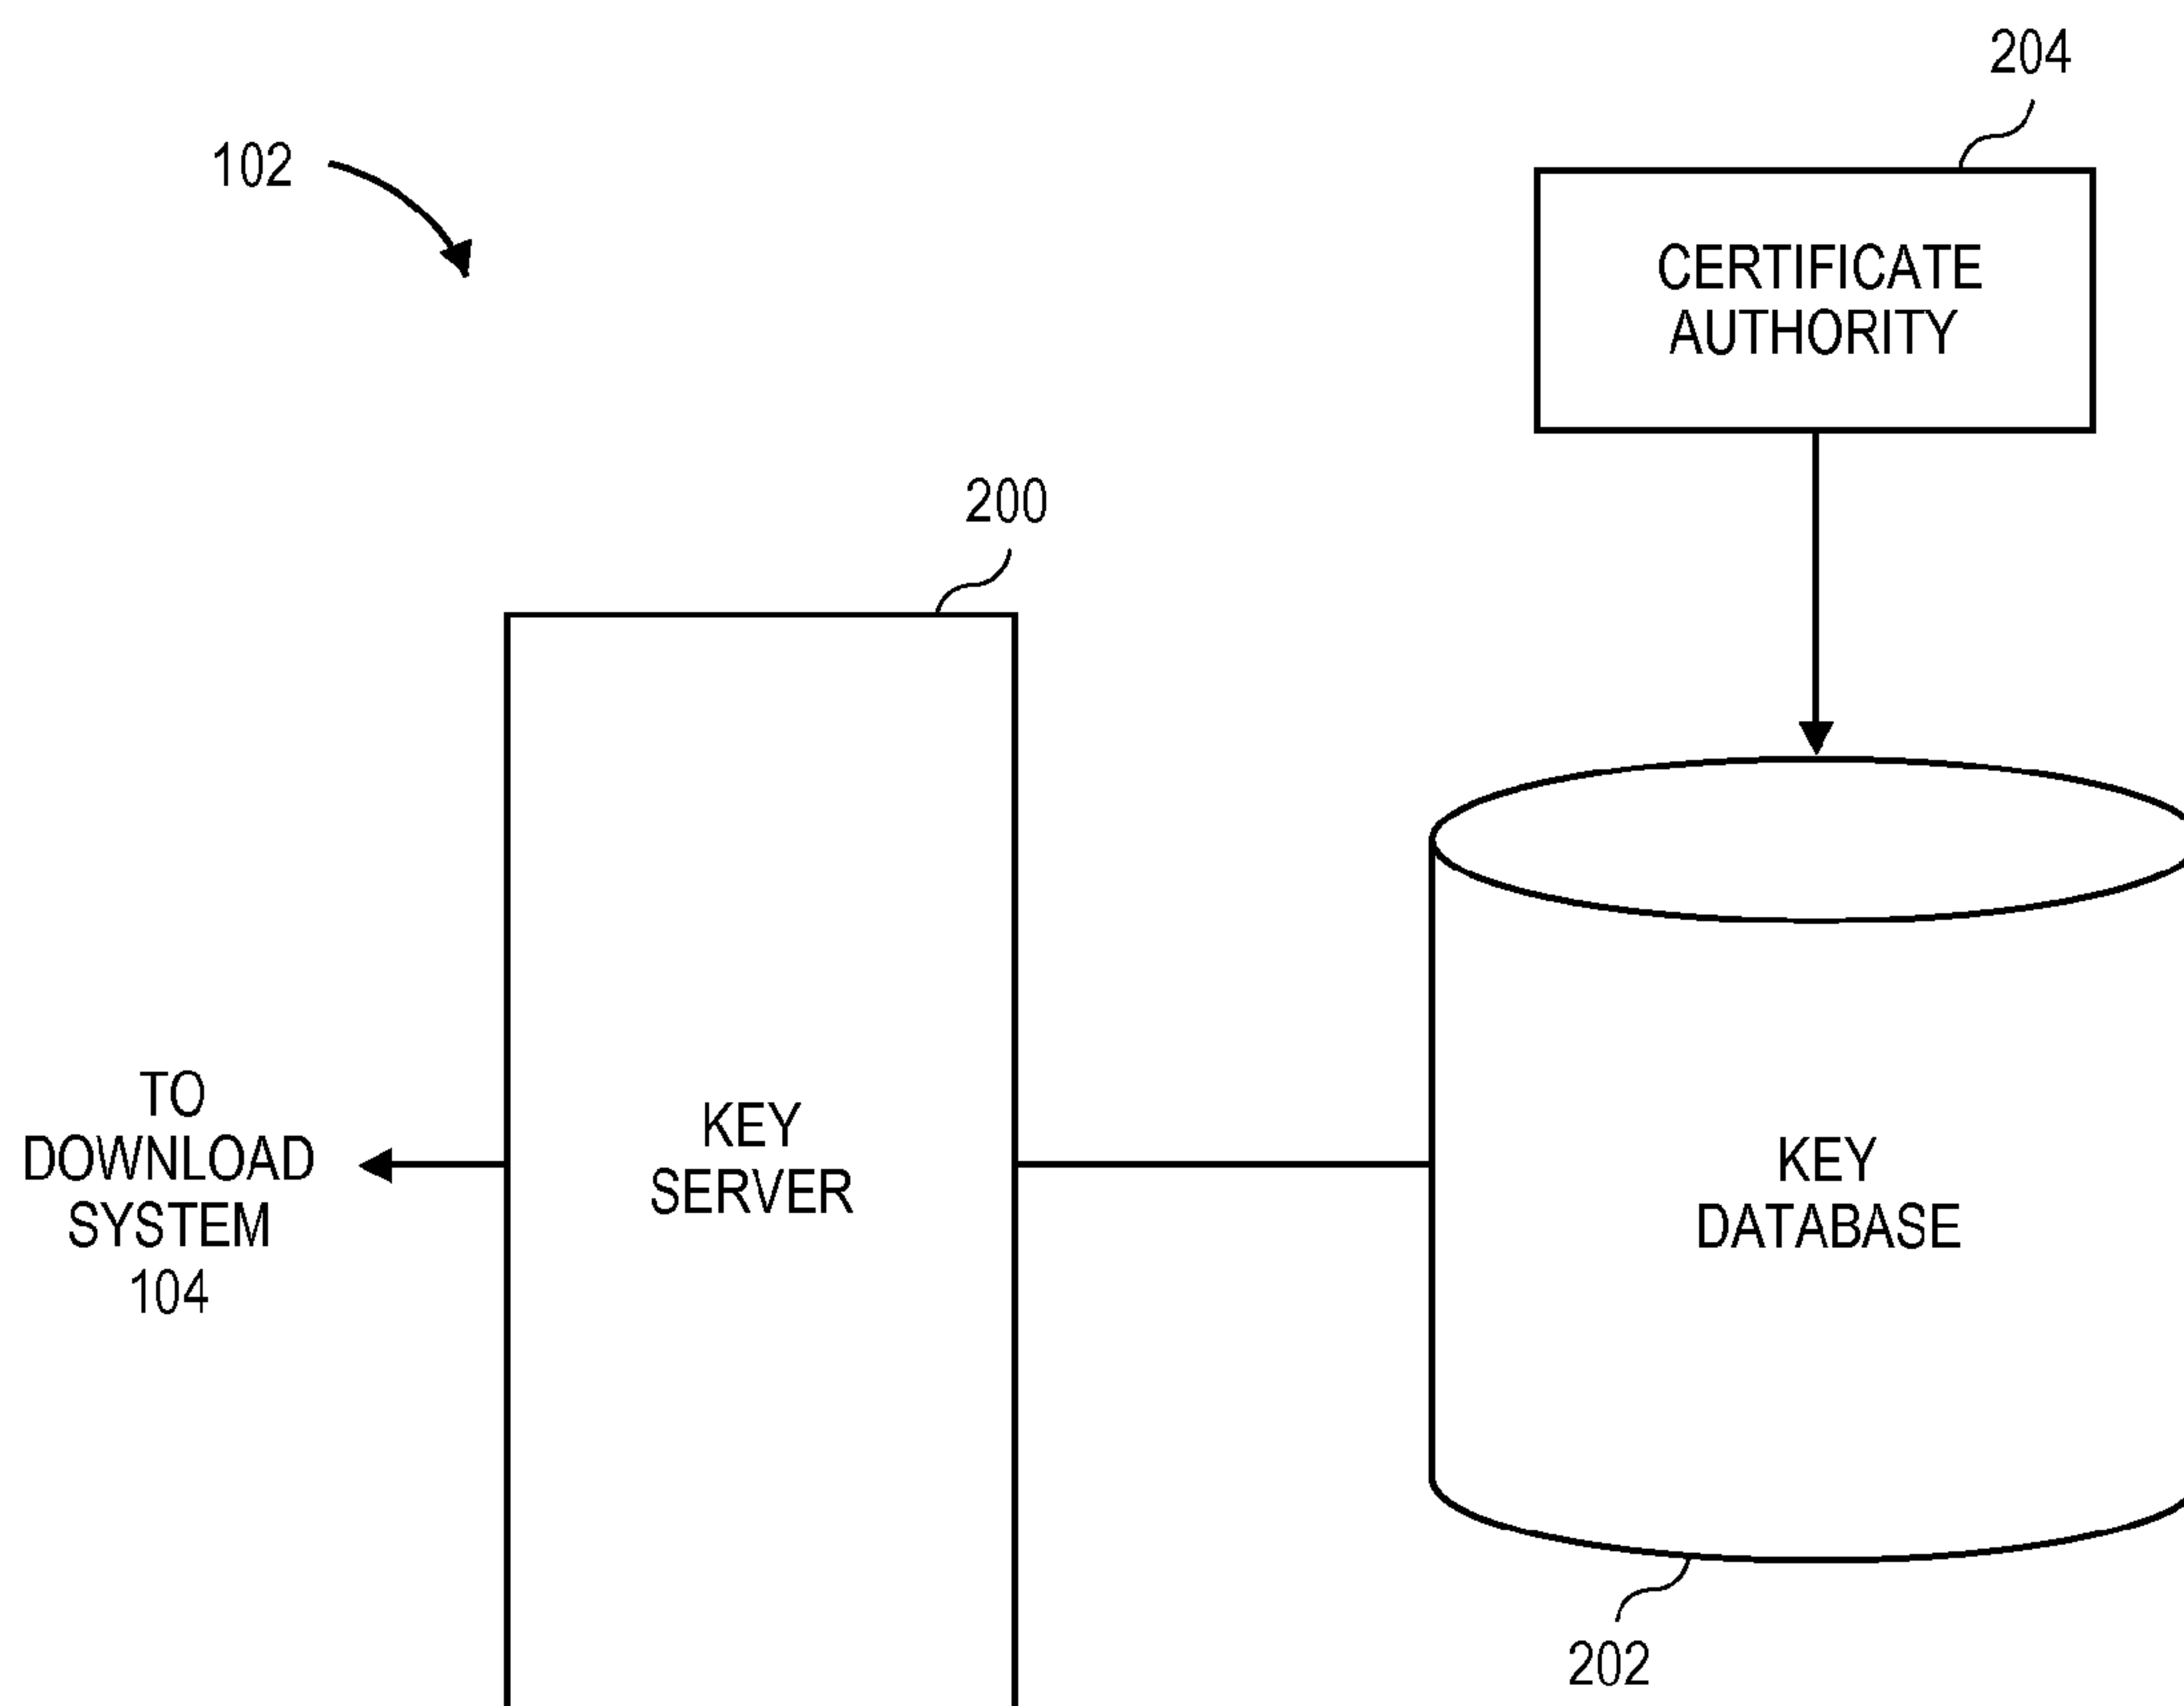 204
102
CERTIFICATE
AUTHORITY
200
TO
DOWNLOAD
SYSTEM
104
KEY
SERVER
KEY
DATABASE
202